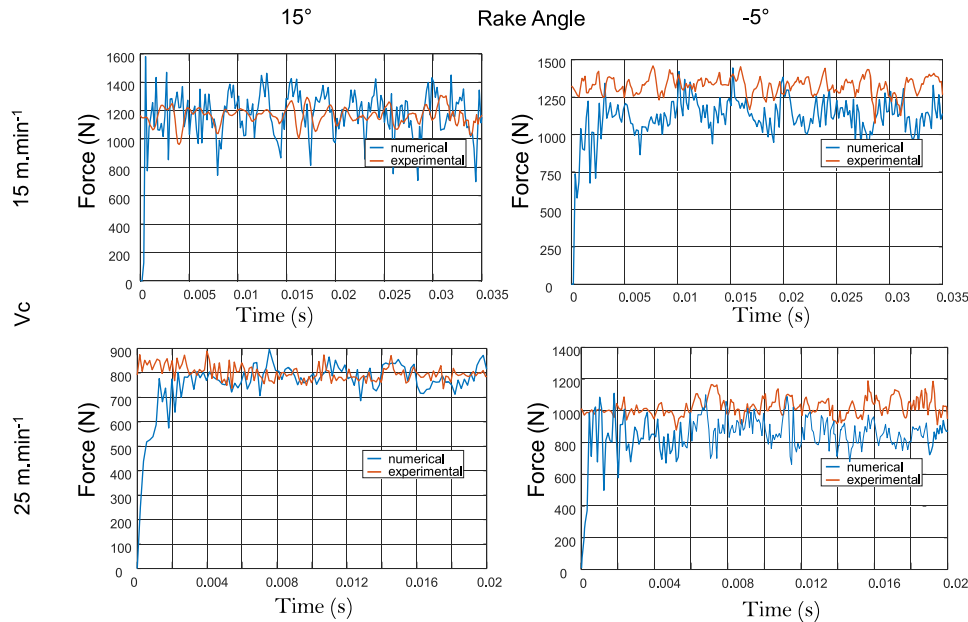 15° Rake Angle -5°
15 m.min-1
Force (N)
1600
1400
1200
1000
800
600
400
200
0
numerical
experimental
0 0.005 0.01 0.015 0.02 0.025 0.03 0.035
Time (s)
Force (N)
1500
1250
1000
750
500
250
0
numerical
experimental
0 0.005 0.01 0.015 0.02 0.025 0.03 0.035
Time (s)
Vc
25 m.min-1
Force (N)
900
800
700
600
500
400
300
200
100
0
numerical
experimental
0 0.004 0.008 0.012 0.016 0.02
Time (s)
Force (N)
1400
1200
1000
800
600
400
200
0
numerical
experimental
0 0.004 0.008 0.012 0.016 0.02
Time (s)